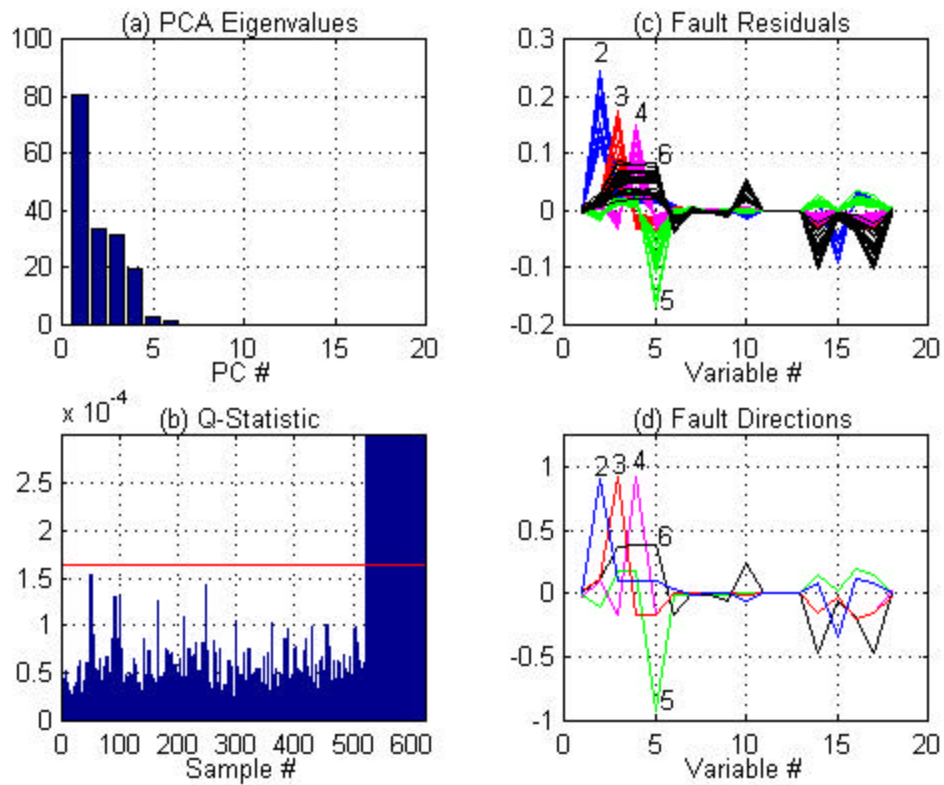 (a) PCA Eigenvalues
100
80
60
40
20
0
0 5 10 15 20
PC #
(c) Fault Residuals
0.3
0.2
0.1
0
-0.1
-0.2
2
3
4
6
5
0 5 10 15 20
Variable #
x 10-4
(b) Q-Statistic
2.5
2
1.5
1
0.5
0
0 100 200 300 400 500 600
Sample #
(d) Fault Directions
1
0.5
0
-0.5
-1
2 3 4
6
5
0 5 10 15 20
Variable #